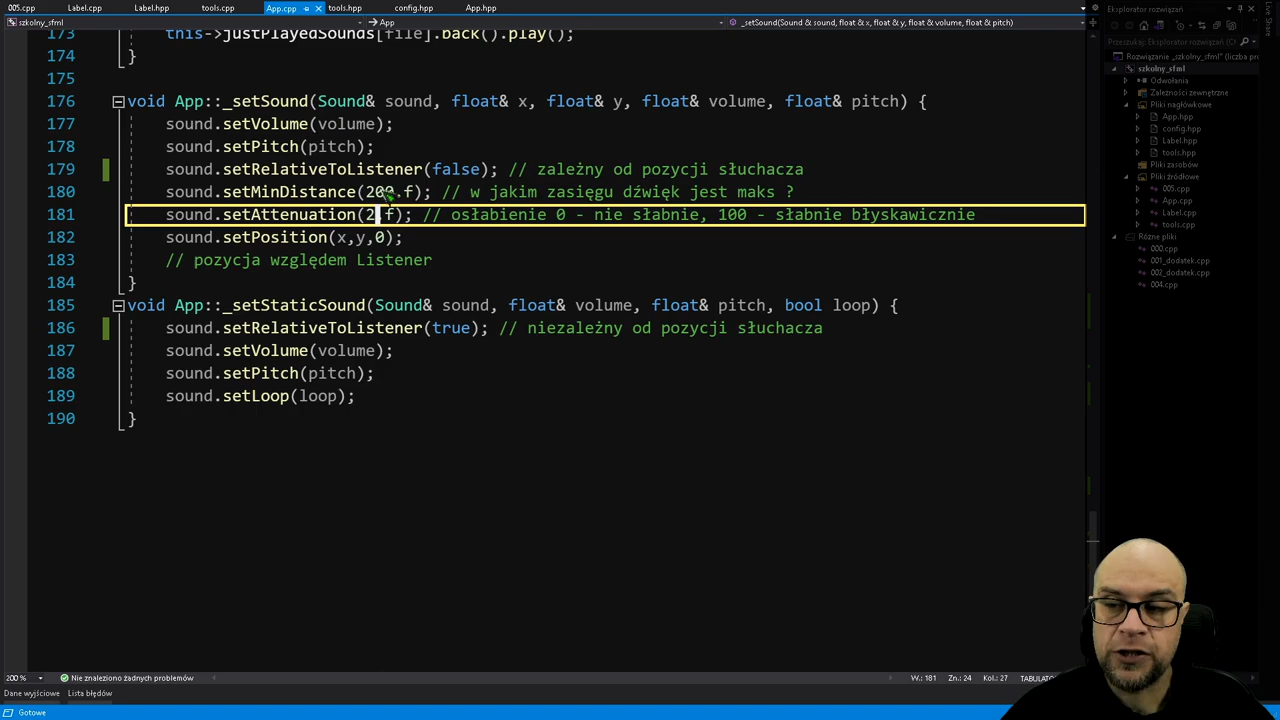 005.cpp Label.cpp Label.hpp tools.cpp App.cpp tools.hpp config.hpp App.hpp
szkolny_sfml App _setSound(Sound & sound, float & x, float & y, float & volume, float & pitch)
173 this->justPlayedSounds[file].back().play();
174 }
175
176 void App::_setSound(Sound& sound, float& x, float& y, float& volume, float& pitch) {
177 sound.setVolume(volume);
178 sound.setPitch(pitch);
179 sound.setRelativeToListener(false); // zależny od pozycji słuchacza
180 sound.setMinDistance(200.f); // w jakim zasięgu dźwięk jest maks ?
181 sound.setAttenuation(2.f); // osłabienie 0 - nie słabnie, 100 - słabnie błyskawicznie
182 sound.setPosition(x,y,0);
183 // pozycja względem Listener
184 }
185 void App::_setStaticSound(Sound& sound, float& volume, float& pitch, bool loop) {
186 sound.setRelativeToListener(true); // niezależny od pozycji słuchacza
187 sound.setVolume(volume);
188 sound.setPitch(pitch);
189 sound.setLoop(loop);
190 }
200 % Nie znaleziono żadnych problemów W.: 181 Zn.: 24 Kol.: 27 TABULATO
Dane wyjściowe Lista błędów
Gotowe
Eksplorator rozwiązań
Przeszukaj: Eksplorator rozwiązań (
Rozwiązanie „szkolny_sfml” (liczba pro
szkolny_sfml
Odwołania
Zależności zewnętrzne
Pliki nagłówkowe
App.hpp
config.hpp
Label.hpp
tools.hpp
Pliki zasobów
Pliki źródłowe
005.cpp
App.cpp
Label.cpp
tools.cpp
Różne pliki
000.cpp
001_dodatek.cpp
002_dodatek.cpp
004.cpp
Live Share